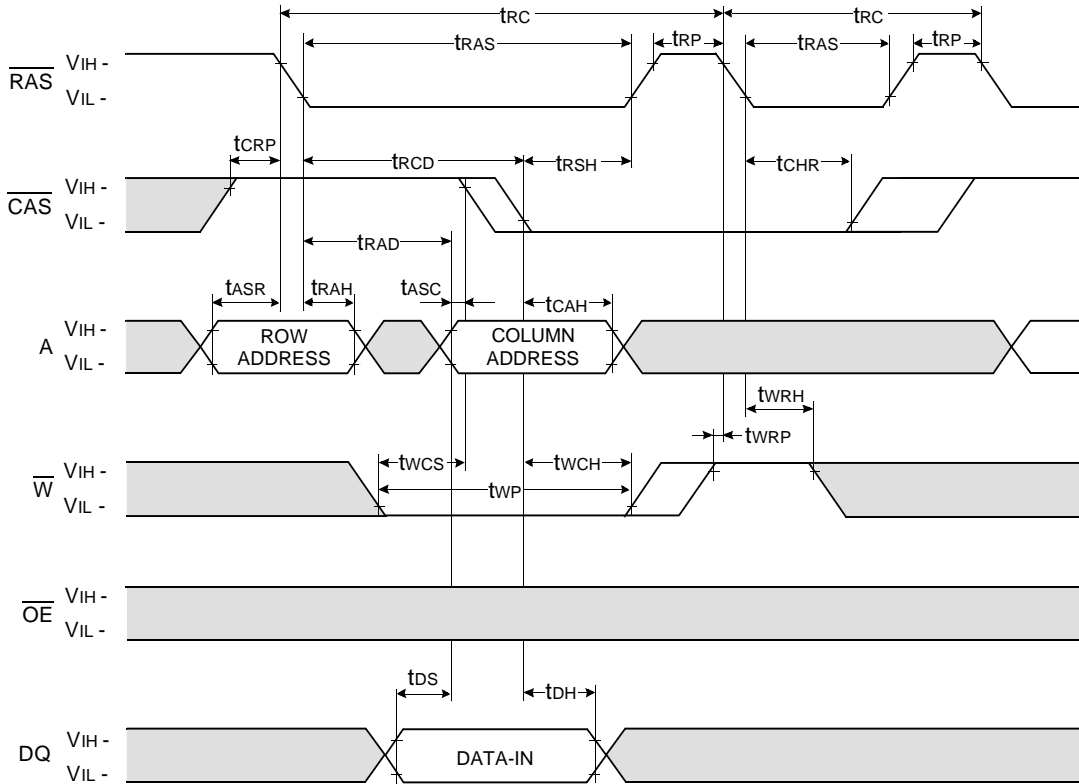 tRC tRC
tRAS tRP tRAS tRP
RAS VIH -
VIL -
tCRP tRCD tRSH tCHR
CAS VIH -
VIL -
tRAD
tASR tRAH tASC tCAH
A VIH -
VIL -
ROW
ADDRESS
COLUMN
ADDRESS
tWRH
tWRP
W VIH -
VIL -
tWCS tWCH
tWP
OE VIH -
VIL -
tDS tDH
DQ VIH -
VIL -
DATA-IN